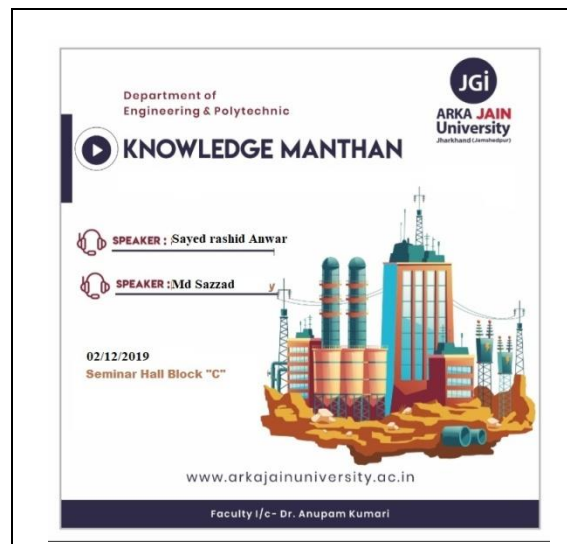 Department of
Engineering & Polytechnic
JGi
ARKA JAIN
University
Jharkhand (Jamshedpur)
KNOWLEDGE MANTHAN
SPEAKER : Sayed rashid Anwar
SPEAKER : Md Sazzad y
02/12/2019
Seminar Hall Block "C"
www.arkajainuniversity.ac.in
Faculty I/c- Dr. Anupam Kumari